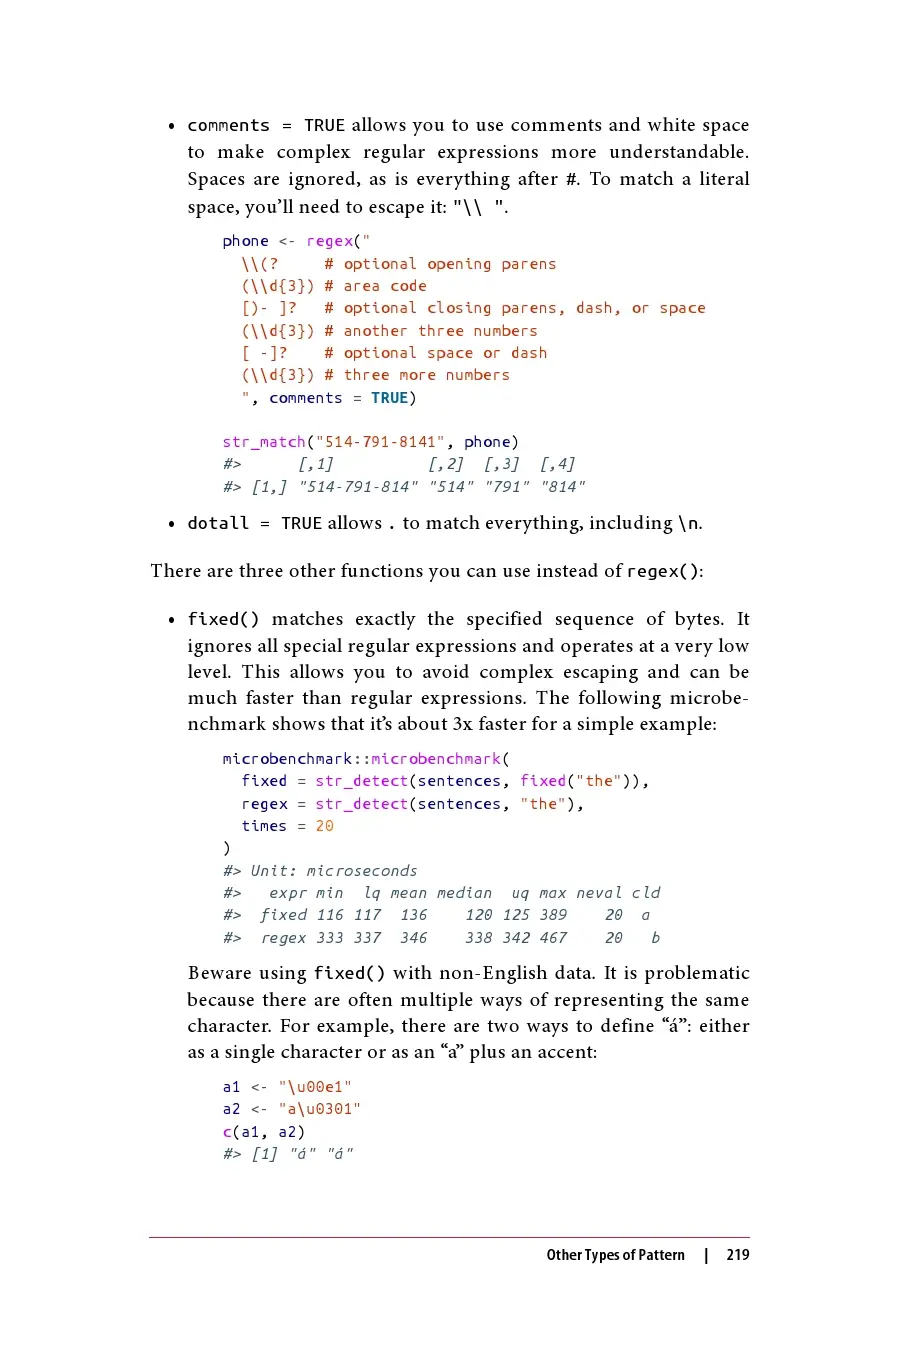 • comments = TRUE allows you to use comments and white space
to make complex regular expressions more understandable.
Spaces are ignored, as is everything after #. To match a literal
space, you’ll need to escape it: "\\ ".
phone <- regex("
  \\(?     # optional opening parens
  (\\d{3}) # area code
  [)- ]?   # optional closing parens, dash, or space
  (\\d{3}) # another three numbers
  [ -]?    # optional space or dash
  (\\d{3}) # three more numbers
  ", comments = TRUE)
str_match("514-791-8141", phone)
#>      [,1]          [,2]  [,3]  [,4]
#> [1,] "514-791-814" "514" "791" "814"
• dotall = TRUE allows . to match everything, including \n.
There are three other functions you can use instead of regex():
• fixed() matches exactly the specified sequence of bytes. It
ignores all special regular expressions and operates at a very low
level. This allows you to avoid complex escaping and can be
much faster than regular expressions. The following microbe‐
nchmark shows that it’s about 3x faster for a simple example:
microbenchmark::microbenchmark(
  fixed = str_detect(sentences, fixed("the")),
  regex = str_detect(sentences, "the"),
  times = 20
)
#> Unit: microseconds
#>   expr min  lq mean median  uq max neval cld
#>  fixed 116 117  136    120 125 389    20  a
#>  regex 333 337  346    338 342 467    20   b
Beware using fixed() with non-English data. It is problematic
because there are often multiple ways of representing the same
character. For example, there are two ways to define “á”: either
as a single character or as an “a” plus an accent:
a1 <- "\u00e1"
a2 <- "a\u0301"
c(a1, a2)
#> [1] "á" "á"
Other Types of Pattern | 219